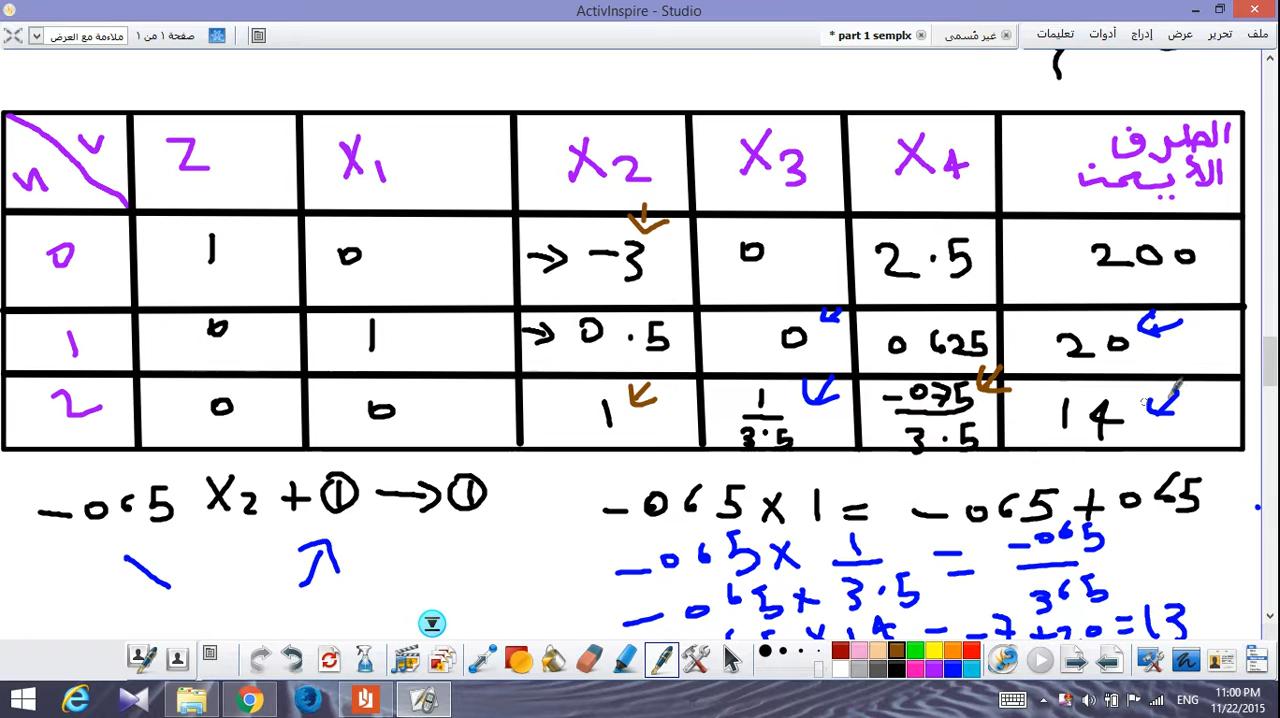 ActivInspire - Studio
ملاءمة مع العرض
صفحة ١ من ١
* part 1 semplx
غير مُسمى
ملف تحرير عرض إدراج أدوات تعليمات
n v Z X1 X2 X3 X4 الطرف الأيمن
0 1 0 → -3 0 2.5 200
1 0 1 → 0.5 0 0,625 20
2 0 0 1 1/3.5 -0,75/3.5 14
-0,5 X2 + ① → ①
-0,5 x 1 = -0,5 + 0,5
-0,5 x 1/3.5 = -0,5/3,5
= -7 + 20 = 13
ENG
11:00 PM
11/22/2015